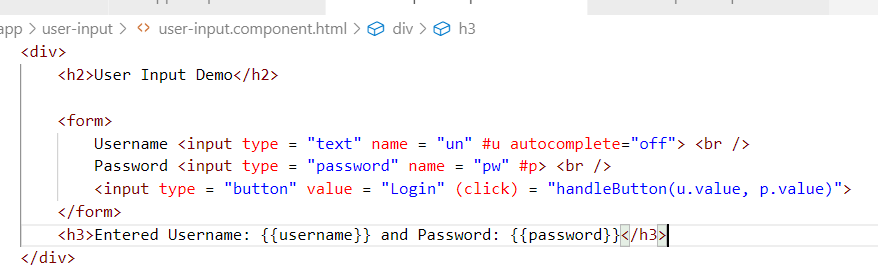 app > user-input > <> user-input.component.html > div > h3
<div>
<h2>User Input Demo</h2>
<form>
Username <input type = "text" name = "un" #u autocomplete="off"> <br />
Password <input type = "password" name = "pw" #p> <br />
<input type = "button" value = "Login" (click) = "handleButton(u.value, p.value)">
</form>
<h3>Entered Username: {{username}} and Password: {{password}}</h3>
</div>